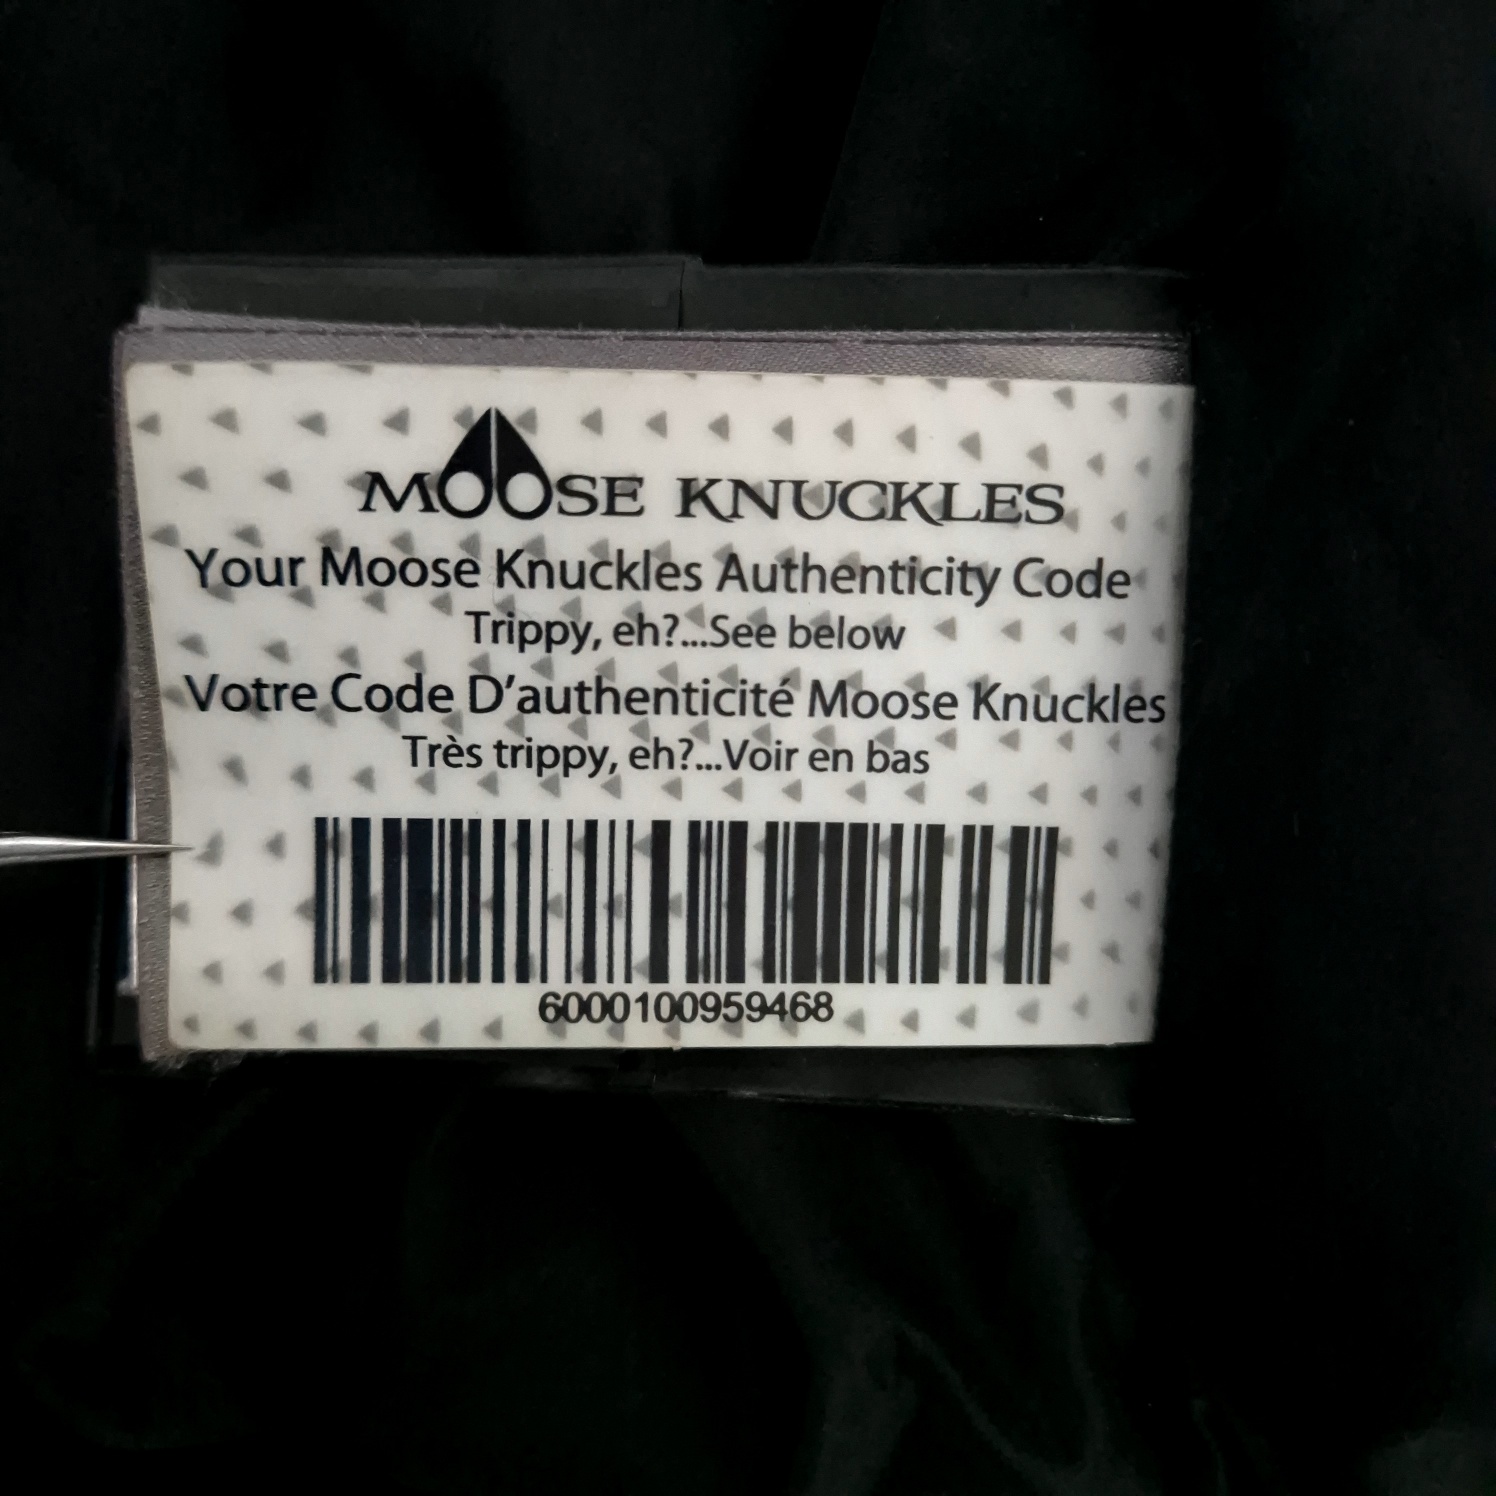 MOOSE KNUCKLES
Your Moose Knuckles Authenticity Code
Trippy, eh?...See below
Votre Code D'authenticité Moose Knuckles
Très trippy, eh?...Voir en bas
6000100959468